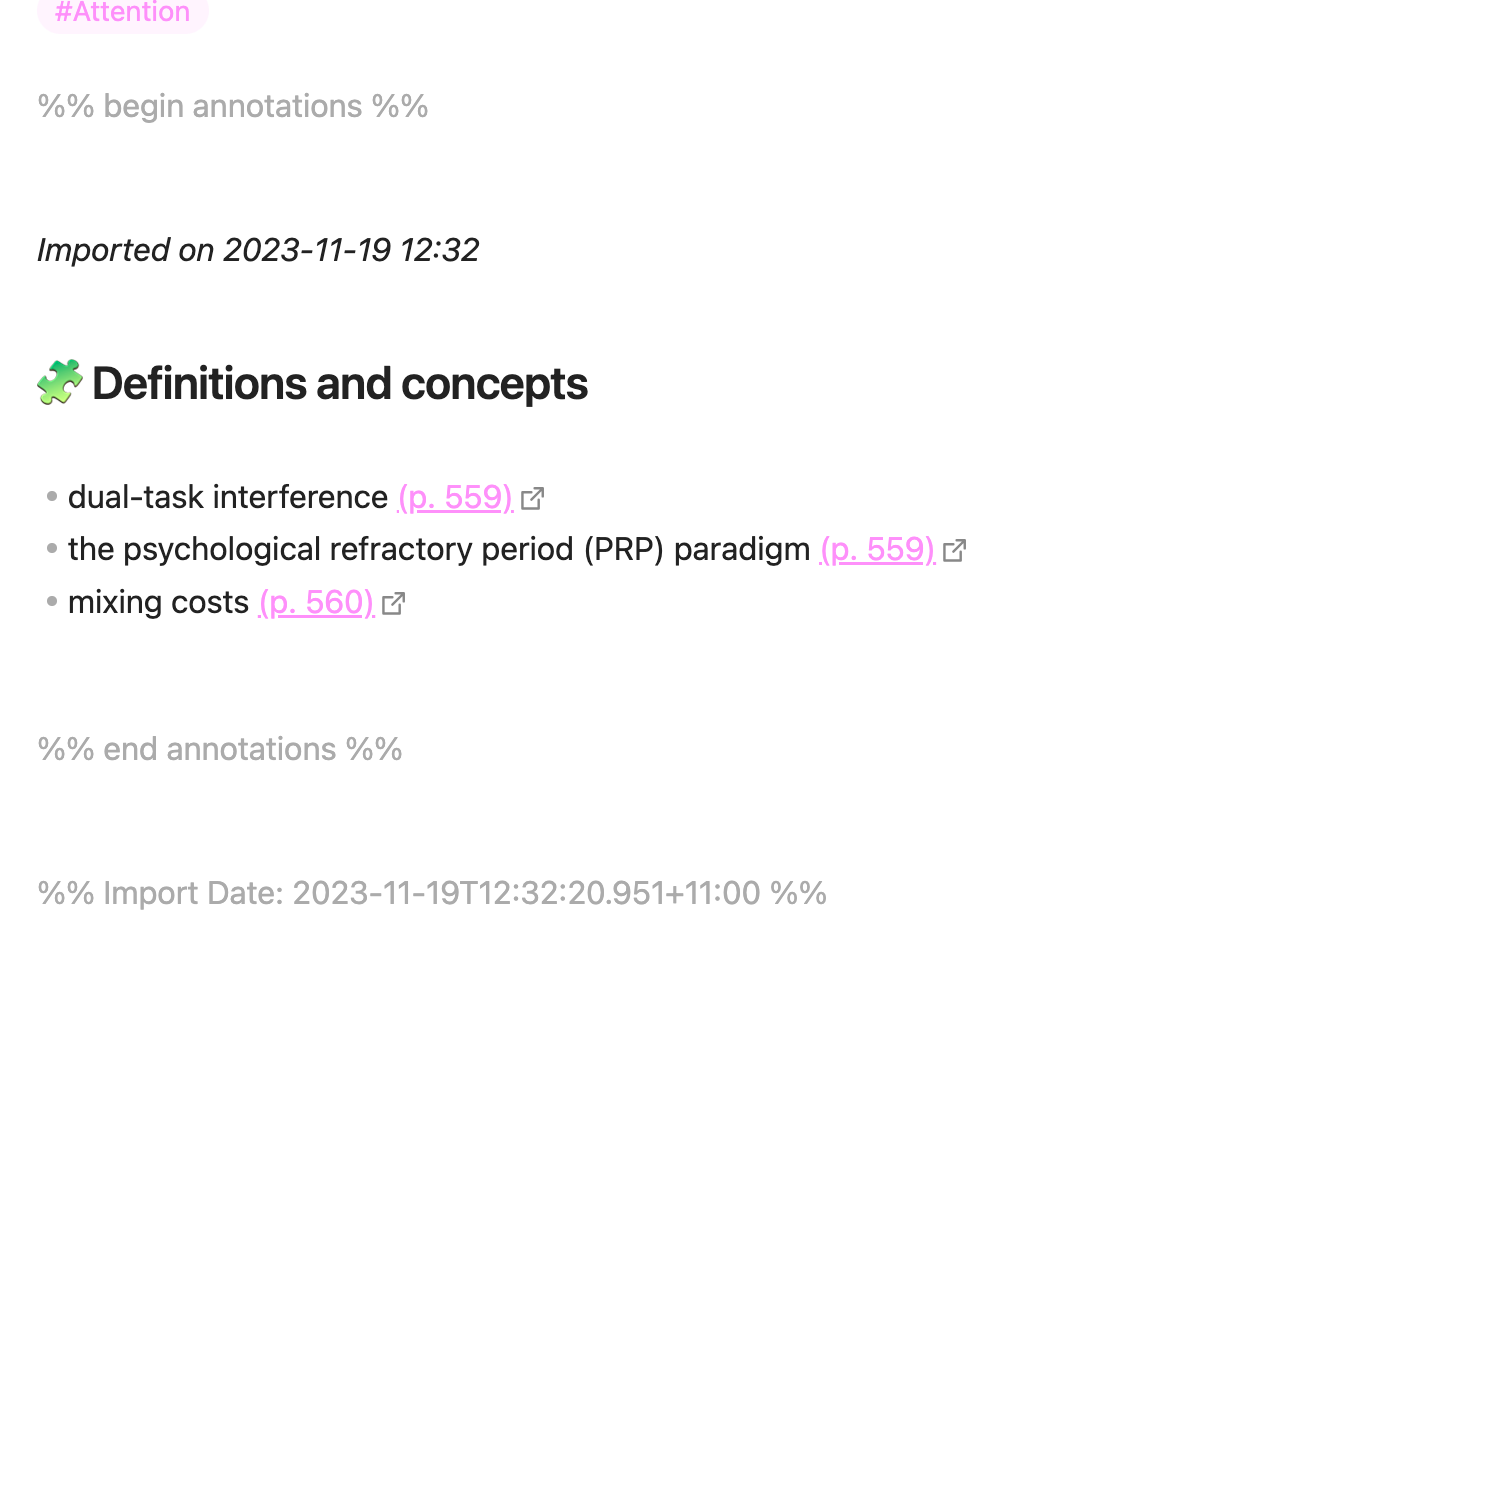 #Attention
%% begin annotations %%
Imported on 2023-11-19 12:32
Definitions and concepts
dual-task interference (p. 559)
the psychological refractory period (PRP) paradigm (p. 559)
mixing costs (p. 560)
%% end annotations %%
%% Import Date: 2023-11-19T12:32:20.951+11:00 %%